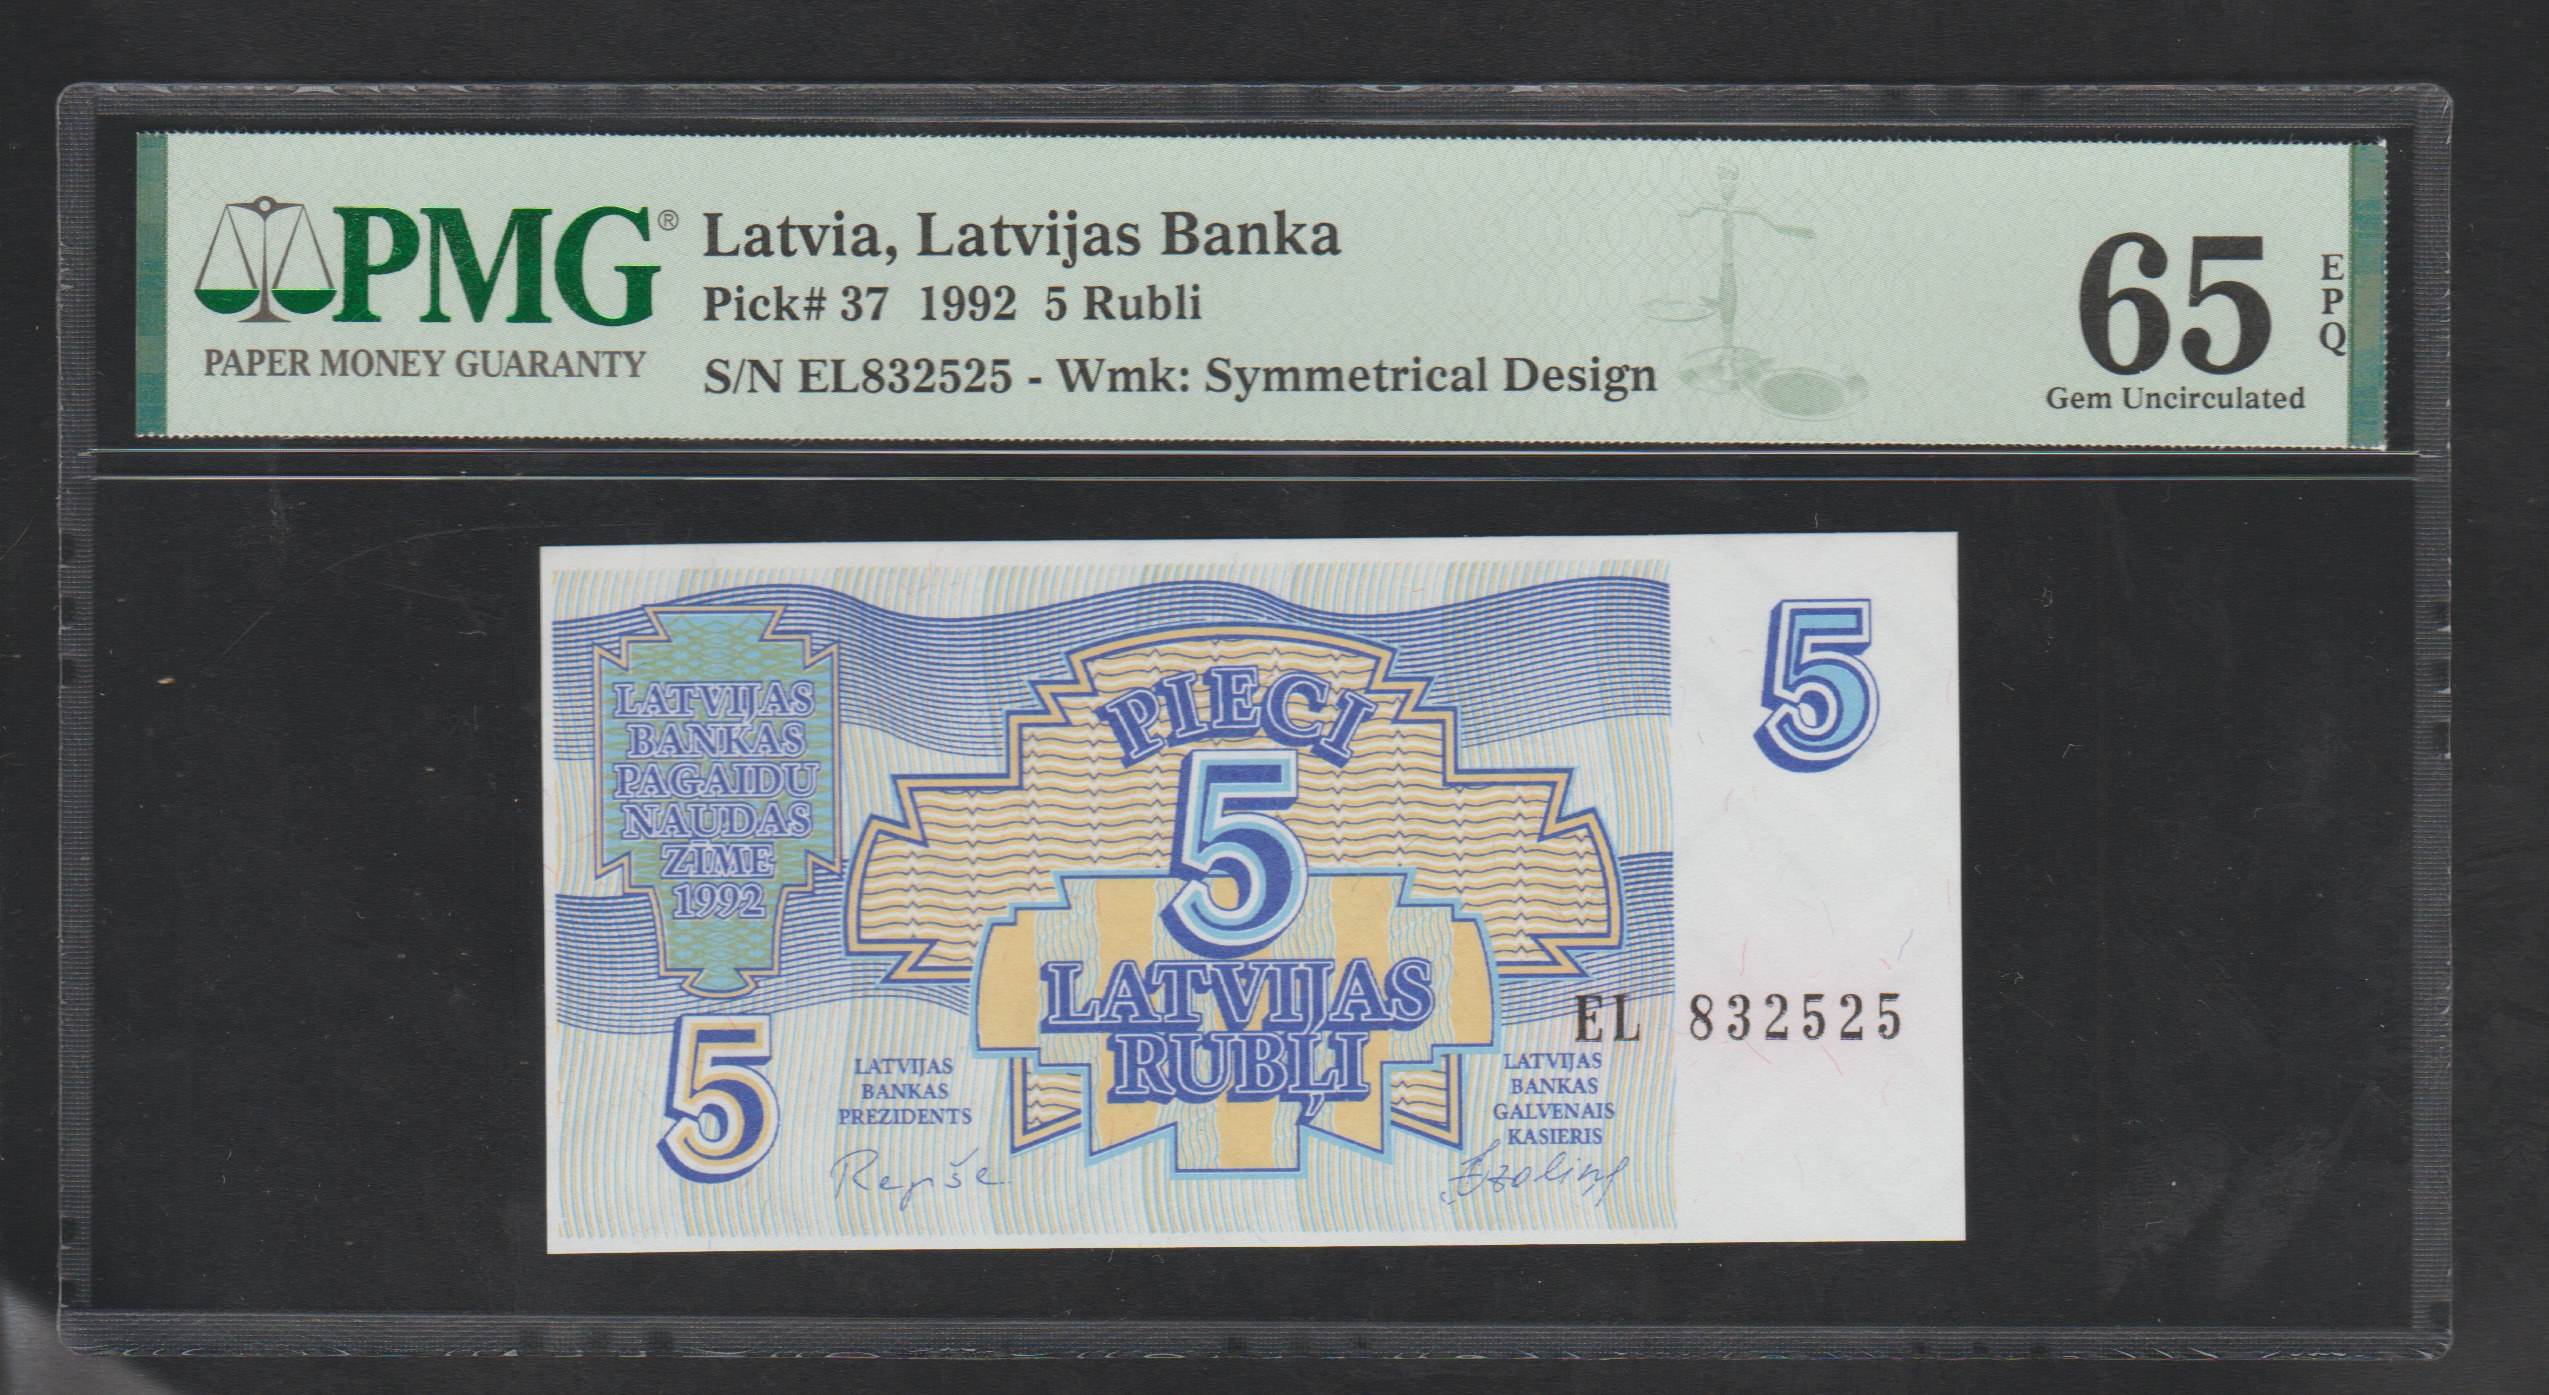 PMG®
PAPER MONEY GUARANTY
Latvia, Latvijas Banka
Pick# 37 1992 5 Rubli
S/N EL832525 - Wmk: Symmetrical Design
65
EPQ
Gem Uncirculated
LATVIJAS
BANKAS
PAGAIDU
NAUDAS
ZĪME
1992
5
PIECI
5
LATVIJAS
RUBĻI
5
EL 832525
LATVIJAS
BANKAS
PREZIDENTS
Repše
LATVIJAS
BANKAS
GALVENAIS
KASIERIS